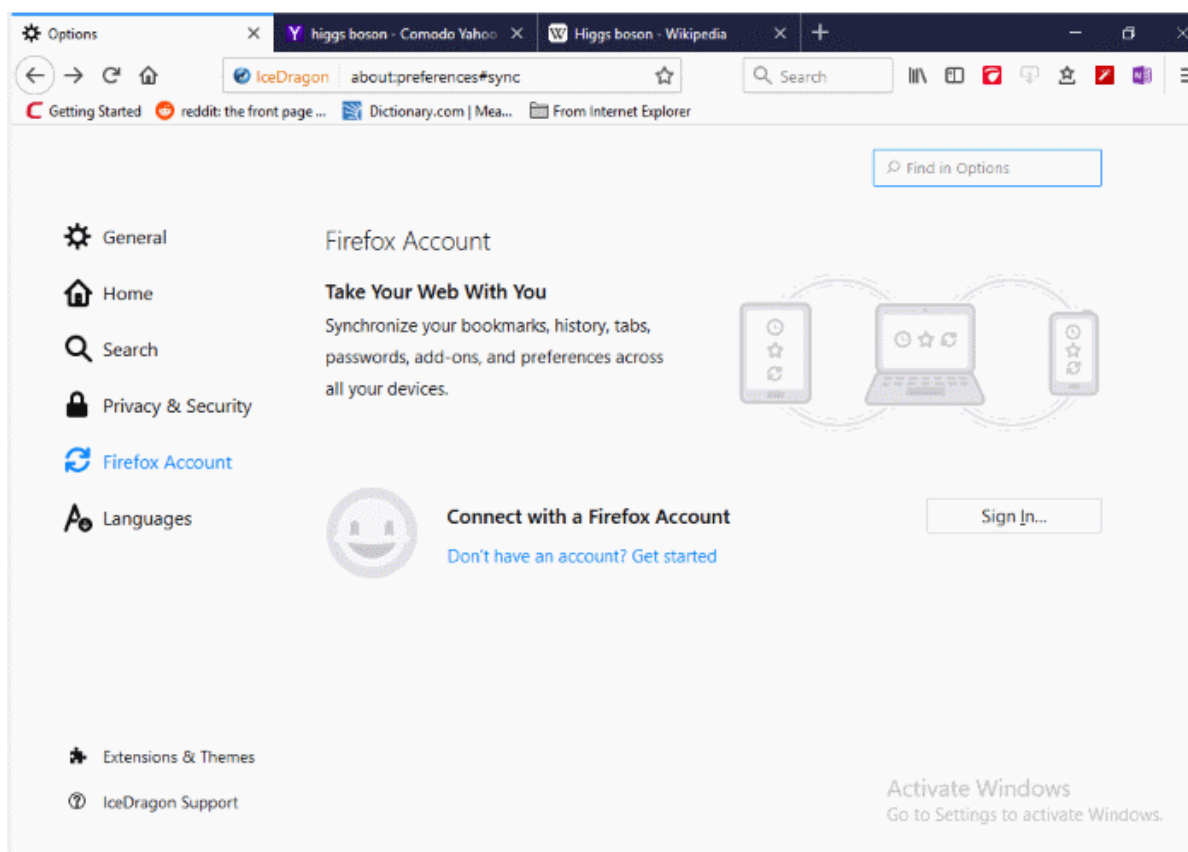 Options
higgs boson - Comodo Yahoo
Higgs boson - Wikipedia
IceDragon about:preferences#sync
Search
Getting Started reddit: the front page ... Dictionary.com | Mea... From Internet Explorer
Find in Options
General
Home
Search
Privacy & Security
Firefox Account
Languages
Firefox Account
Take Your Web With You
Synchronize your bookmarks, history, tabs,
passwords, add-ons, and preferences across
all your devices.
Connect with a Firefox Account
Don't have an account? Get started
Sign In...
Extensions & Themes
IceDragon Support
Activate Windows
Go to Settings to activate Windows.